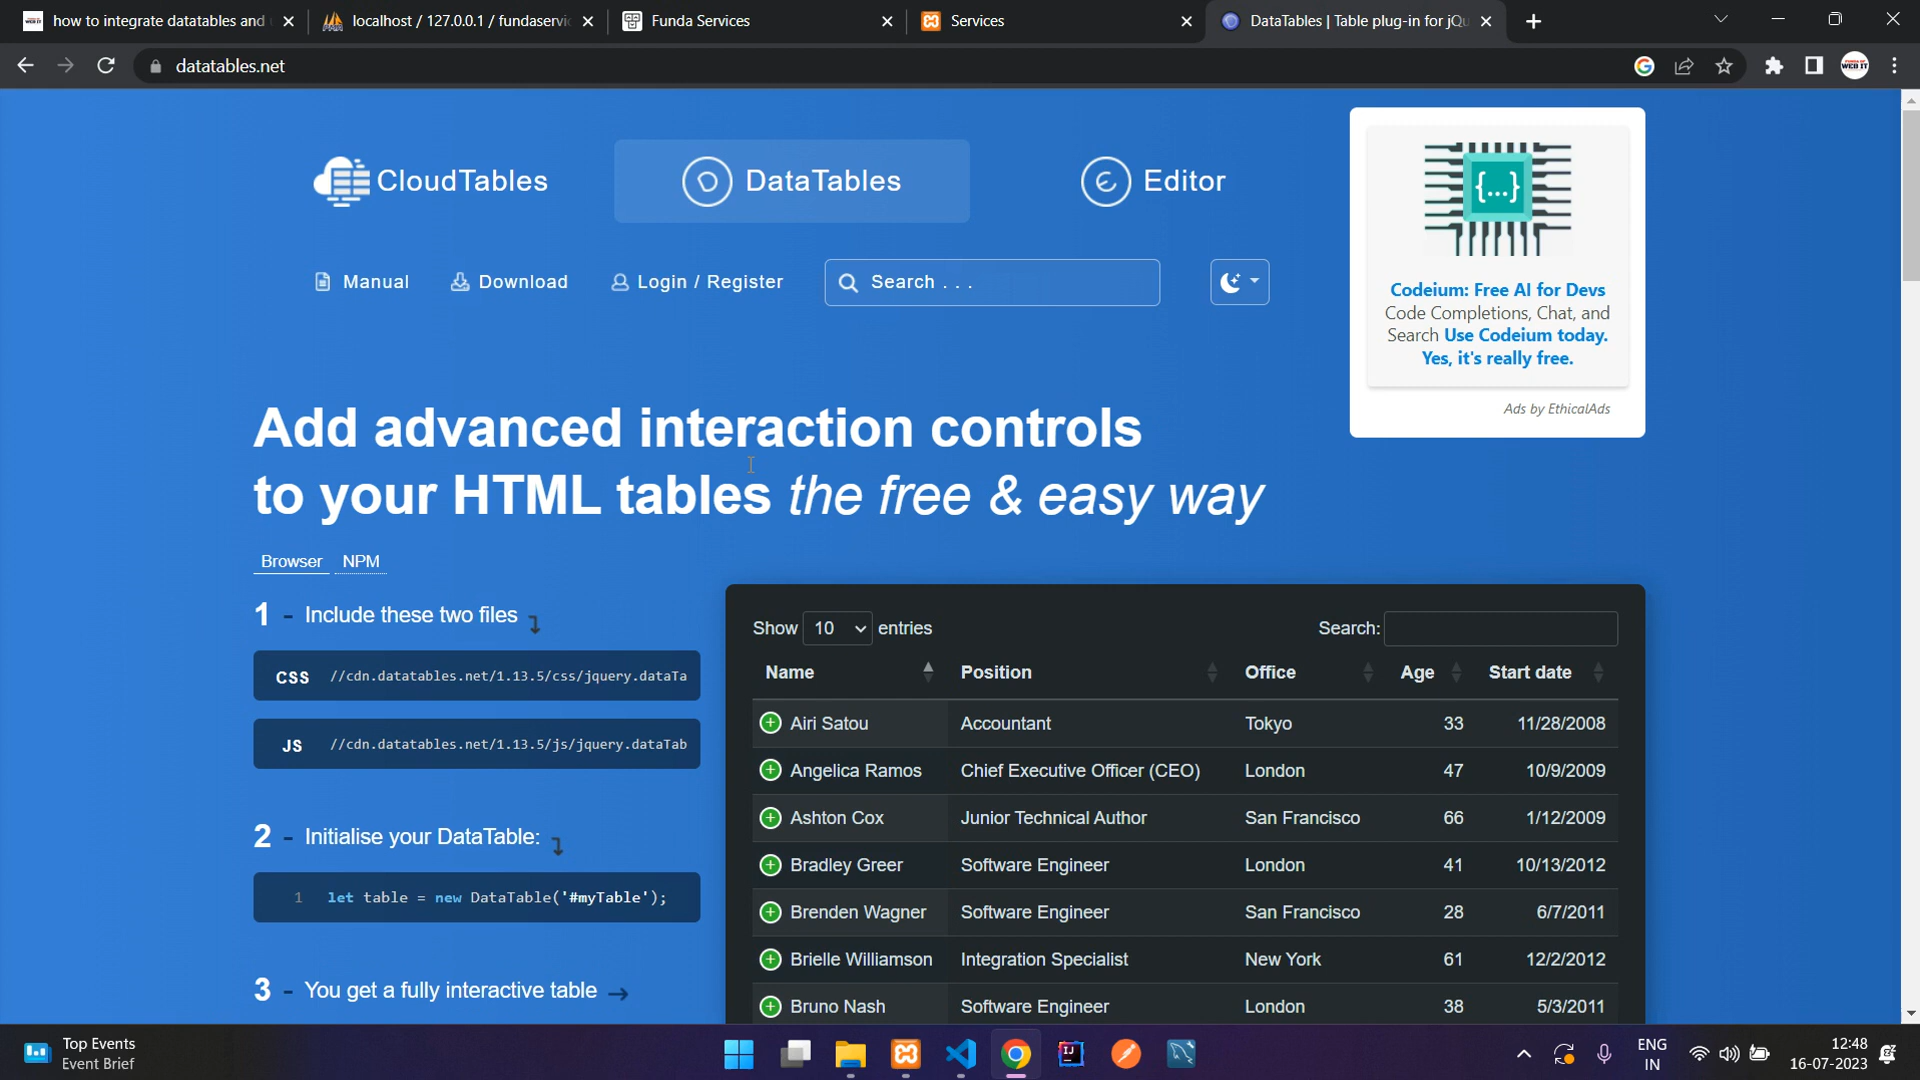 how to integrate datatables and
localhost / 127.0.0.1 / fundaservic
Funda Services
Services
DataTables | Table plug-in for jQu
datatables.net
CloudTables
DataTables
Editor
Manual
Download
Login / Register
Search . . .
{...}
Codeium: Free AI for Devs
Code Completions, Chat, and
Search Use Codeium today.
Yes, it's really free.
Ads by EthicalAds
Add advanced interaction controls
to your HTML tables the free & easy way
Browser NPM
1 - Include these two files
CSS //cdn.datatables.net/1.13.5/css/jquery.dataTa
JS //cdn.datatables.net/1.13.5/js/jquery.dataTab
2 - Initialise your DataTable:
1 let table = new DataTable('#myTable');
3 - You get a fully interactive table →
Show 10 entries
Search:
Name Position Office Age Start date
Airi Satou Accountant Tokyo 33 11/28/2008
Angelica Ramos Chief Executive Officer (CEO) London 47 10/9/2009
Ashton Cox Junior Technical Author San Francisco 66 1/12/2009
Bradley Greer Software Engineer London 41 10/13/2012
Brenden Wagner Software Engineer San Francisco 28 6/7/2011
Brielle Williamson Integration Specialist New York 61 12/2/2012
Bruno Nash Software Engineer London 38 5/3/2011
Top Events
Event Brief
ENG
IN
12:48
16-07-2023